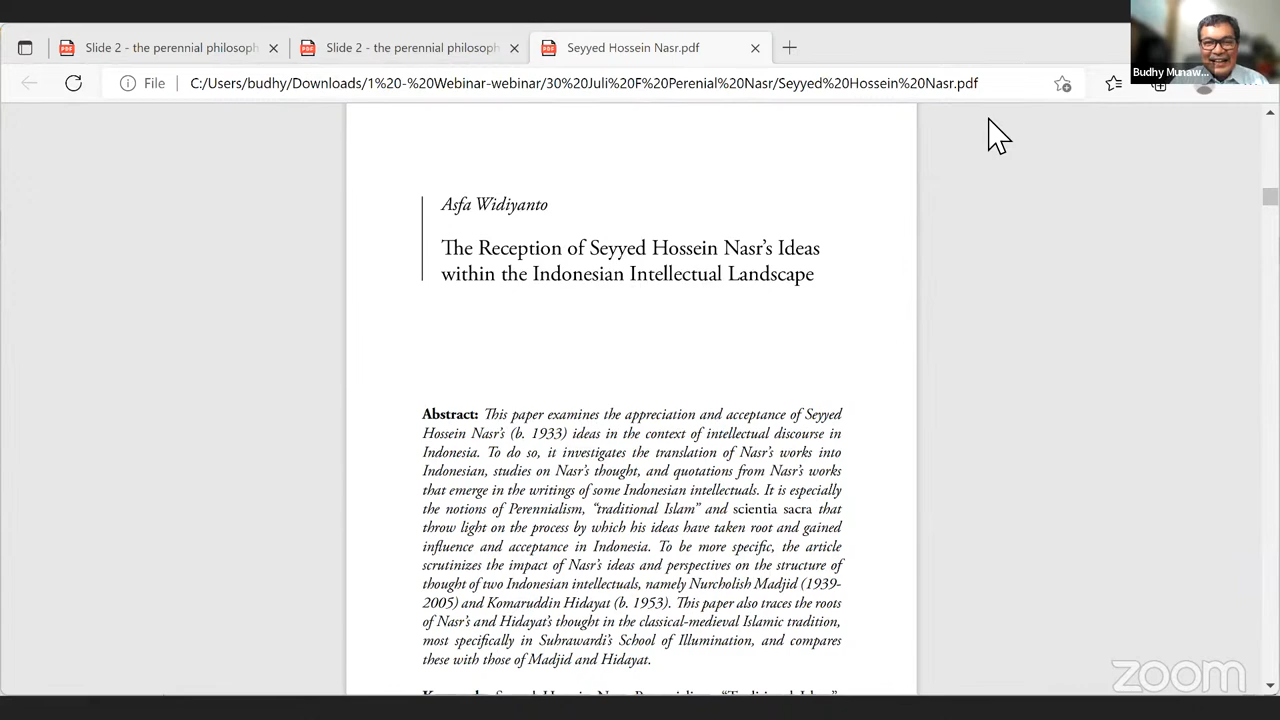 Slide 2 - the perennial philosoph
Slide 2 - the perennial philosoph
Seyyed Hossein Nasr.pdf
File
C:/Users/budhy/Downloads/1%20-%20Webinar-webinar/30%20Juli%20F%20Perenial%20Nasr/Seyyed%20Hossein%20Nasr.pdf
Budhy Munaw...
Asfa Widiyanto
The Reception of Seyyed Hossein Nasr's Ideas
within the Indonesian Intellectual Landscape
Abstract: This paper examines the appreciation and acceptance of Seyyed
Hossein Nasr's (b. 1933) ideas in the context of intellectual discourse in
Indonesia. To do so, it investigates the translation of Nasr's works into
Indonesian, studies on Nasr's thought, and quotations from Nasr's works
that emerge in the writings of some Indonesian intellectuals. It is especially
the notions of Perennialism, “traditional Islam” and scientia sacra that
throw light on the process by which his ideas have taken root and gained
influence and acceptance in Indonesia. To be more specific, the article
scrutinizes the impact of Nasr's ideas and perspectives on the structure of
thought of two Indonesian intellectuals, namely Nurcholish Madjid (1939-
2005) and Komaruddin Hidayat (b. 1953). This paper also traces the roots
of Nasr's and Hidayat's thought in the classical-medieval Islamic tradition,
most specifically in Suhrawardi's School of Illumination, and compares
these with those of Madjid and Hidayat.
zoom